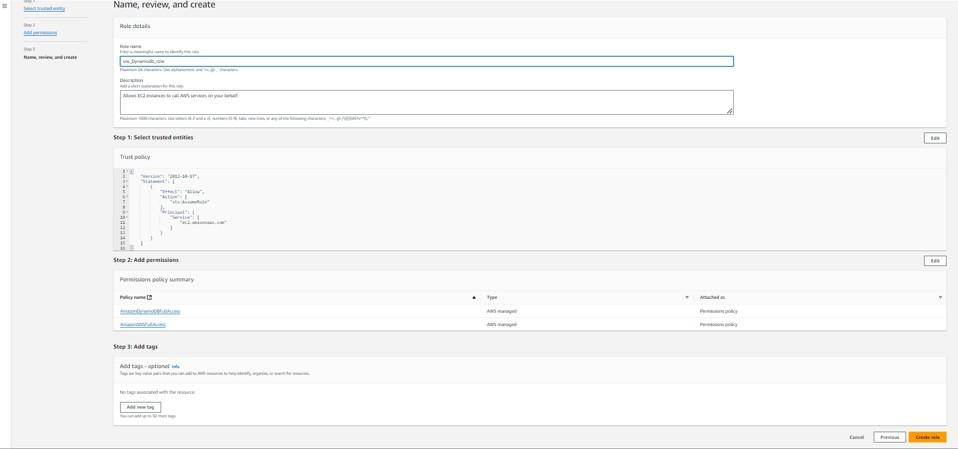 Step 1
Select trusted entity
Step 2
Add permissions
Step 3
Name, review, and create
Name, review, and create
Role details
Role name
Enter a meaningful name to identify this role.
sns_Dynamodb_role
Maximum 64 characters. Use alphanumeric and '+=,.@-_' characters.
Description
Add a short explanation for this role.
Allows EC2 instances to call AWS services on your behalf.
Maximum 1000 characters. Use letters (A-Z and a-z), numbers (0-9), tabs, new lines, or any of the following characters:
Step 1: Select trusted entities
Edit
Trust policy
1 {
2 "Version": "2012-10-17",
3 "Statement": [
4 {
5 "Effect": "Allow",
6 "Action": [
7 "sts:AssumeRole"
8 ],
9 "Principal": {
10 "Service": [
11 "ec2.amazonaws.com"
12 ]
13 }
14 }
15 ]
16 }
Step 2: Add permissions
Edit
Permissions policy summary
Policy name Type Attached as
AmazonDynamoDBFullAccess AWS managed Permissions policy
AmazonSNSFullAccess AWS managed Permissions policy
Step 3: Add tags
Add tags - optional Info
Tags are key value pairs that you can add to AWS resources to help identify, organize, or search for resources.
No tags associated with the resource.
Add new tag
You can add up to 50 more tags.
Cancel Previous Create role